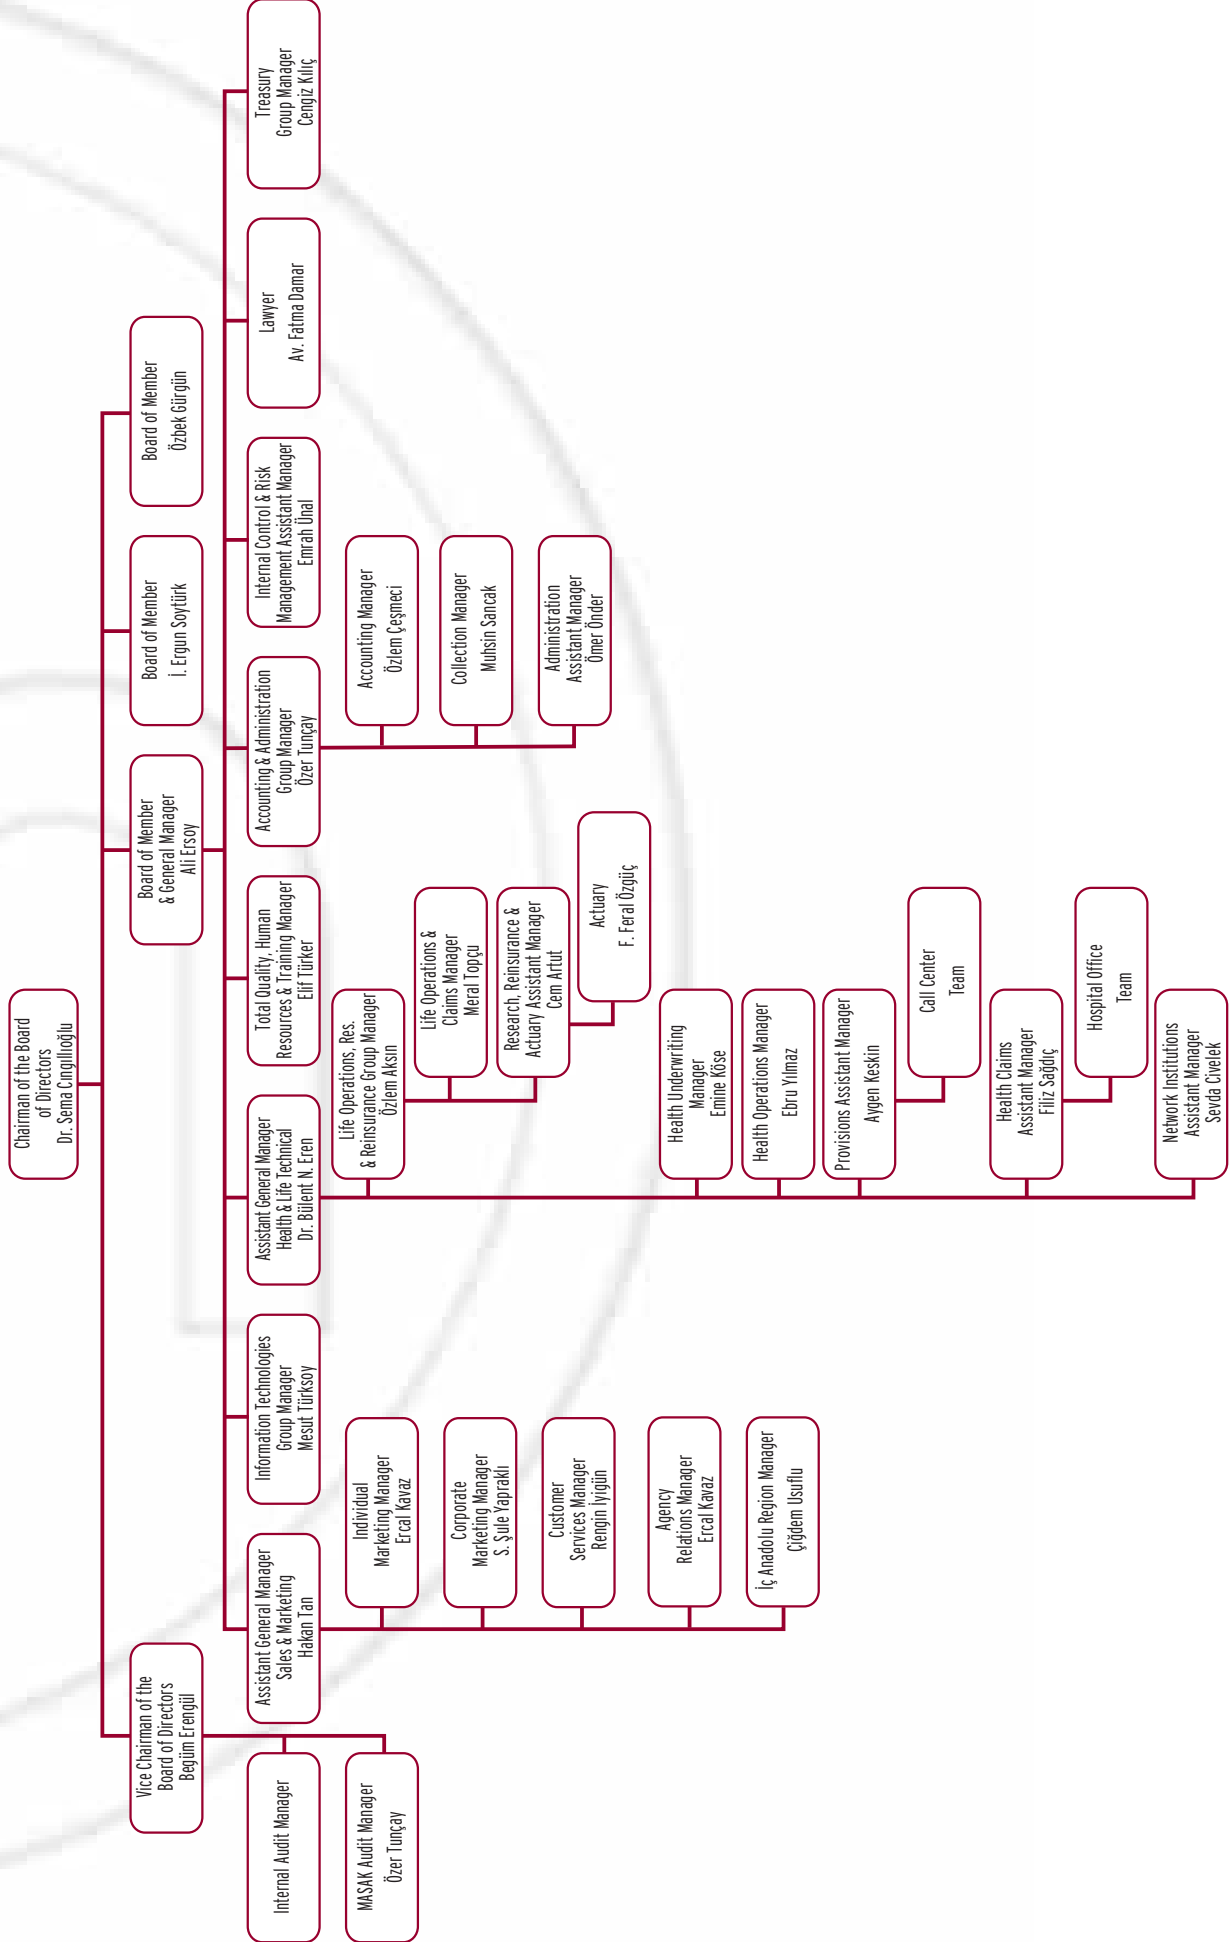 Chairman of the Board
of Directors
Dr. Sema Cıngıllıoğlu
Vice Chairman of the
Board of Directors
Begüm Erengül
Board of Member
& General Manager
Ali Ersoy
Board of Member
İ. Ergun Soytürk
Board of Member
Özbek Gürgün
Internal Audit Manager
MASAK Audit Manager
Özer Tunçay
Assistant General Manager
Sales & Marketing
Hakan Tan
Information Technologies
Group Manager
Mesut Türksoy
Assistant General Manager
Health & Life Technical
Dr. Bülent N. Eren
Total Quality, Human
Resources & Training Manager
Elif Türker
Accounting & Administration
Group Manager
Özer Tunçay
Internal Control & Risk
Management Assistant Manager
Emrah Ünal
Lawyer
Av. Fatma Damar
Treasury
Group Manager
Cengiz Kılıç
Individual
Marketing Manager
Ercal Kavaz
Corporate
Marketing Manager
S. Şule Yapraklı
Customer
Services Manager
Rengin İyigün
Agency
Relations Manager
Ercal Kavaz
İç Anadolu Region Manager
Çiğdem Usuflu
Life Operations, Res.
& Reinsurance Group Manager
Özlem Aksın
Life Operations &
Claims Manager
Meral Topçu
Research, Reinsurance &
Actuary Assistant Manager
Cem Artut
Actuary
F. Feral Özgüç
Health Underwriting
Manager
Emine Köse
Health Operations Manager
Ebru Yılmaz
Provisions Assistant Manager
Aygen Keskin
Call Center
Team
Health Claims
Assistant Manager
Filiz Sağdıç
Hospital Office
Team
Network Institutions
Assistant Manager
Sevda Civelek
Accounting Manager
Özlem Çeşmeci
Collection Manager
Muhsin Sancak
Administration
Assistant Manager
Ömer Önder